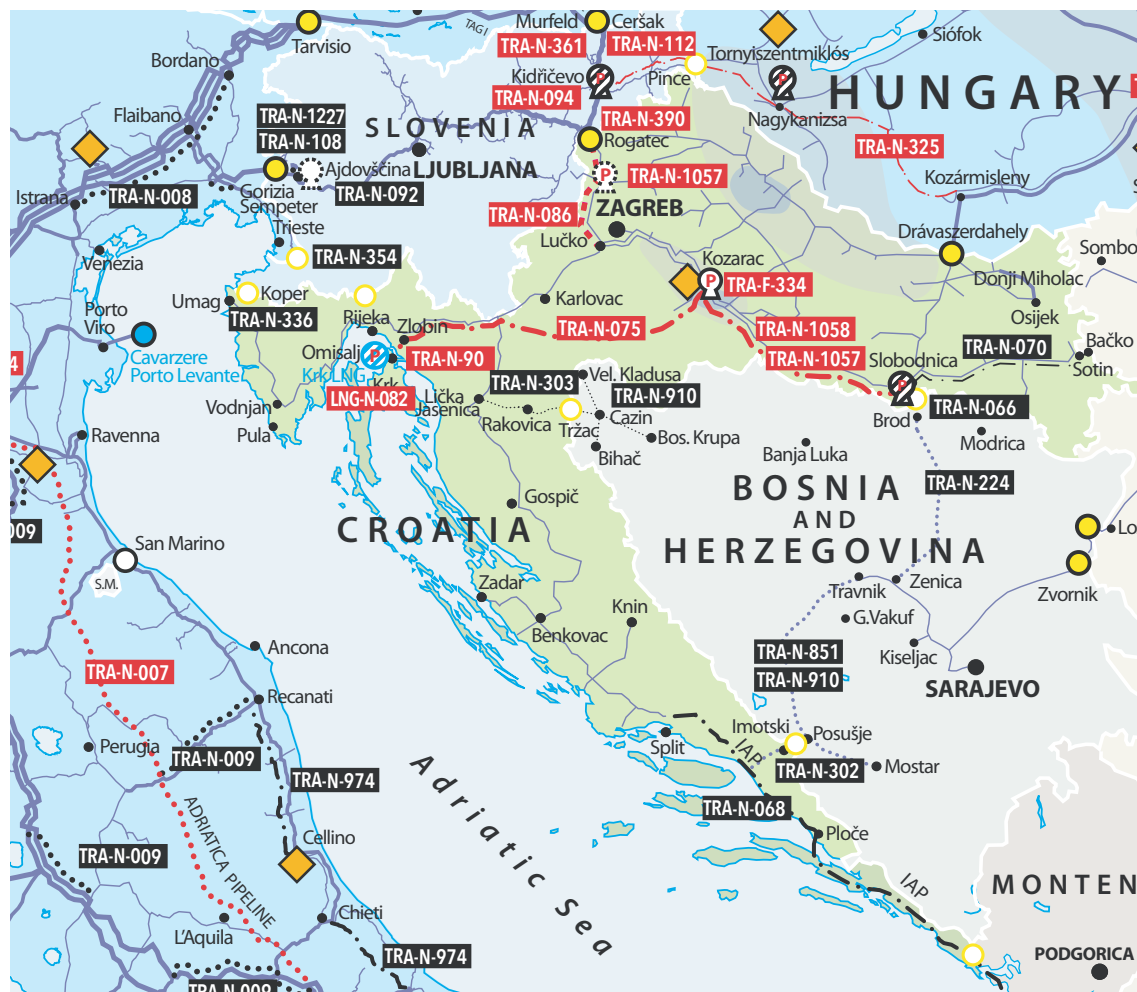 Murfeld
Ceršak
TAGI
Tarvisio
TRA-N-361
TRA-N-112
Tornyiszentmiklós
Siófok
Bordano
Kidričevo
Pince
TRA-N-094
HUNGARY
Nagykanizsa
Flaibano
TRA-N-1227
TRA-N-108
SLOVENIA
TRA-N-390
Rogatec
TRA-N-325
Ajdovščina
LJUBLJANA
TRA-N-1057
Kozármisleny
Istrana
TRA-N-008
Gorizia
Sempeter
TRA-N-092
TRA-N-086
ZAGREB
Trieste
Lučko
Drávaszerdahely
Sombo
Venezia
TRA-N-354
Kozarac
Donji Miholac
Umag
Koper
TRA-F-334
Porto
Viro
TRA-N-336
Rijeka
Zlobin
Karlovac
Osijek
TRA-N-075
TRA-N-1058
Cavarzere
Porto Levante
Omisalj
TRA-N-90
TRA-N-1057
Slobodnica
TRA-N-070
Bačko
Sotin
4
Krk LNG
Krk
TRA-N-303
Vel. Kladusa
LNG-N-082
Lička
Jasenica
TRA-N-910
TRA-N-066
Vodnjan
Rakovica
Tržac
Cazin
Brod
Pula
Bos. Krupa
Modrica
Ravenna
Bihać
Banja Luka
TRA-N-224
BOSNIA
AND
HERZEGOVINA
Gospič
CROATIA
009
Lo
San Marino
S.M.
Zadar
Travnik
Zenica
Zvornik
Knin
G.Vakuf
Benkovac
Ancona
TRA-N-851
Kiseljac
TRA-N-007
TRA-N-910
SARAJEVO
Recanati
Imotski
Posušje
Perugia
Split
IAP
TRA-N-009
Mostar
TRA-N-302
TRA-N-974
Adriatic Sea
TRA-N-068
ADRIATICA PIPELINE
Cellino
Ploče
TRA-N-009
IAP
MONTEN
Chieti
L'Aquila
TRA-N-974
PODGORICA
TRA-N-009